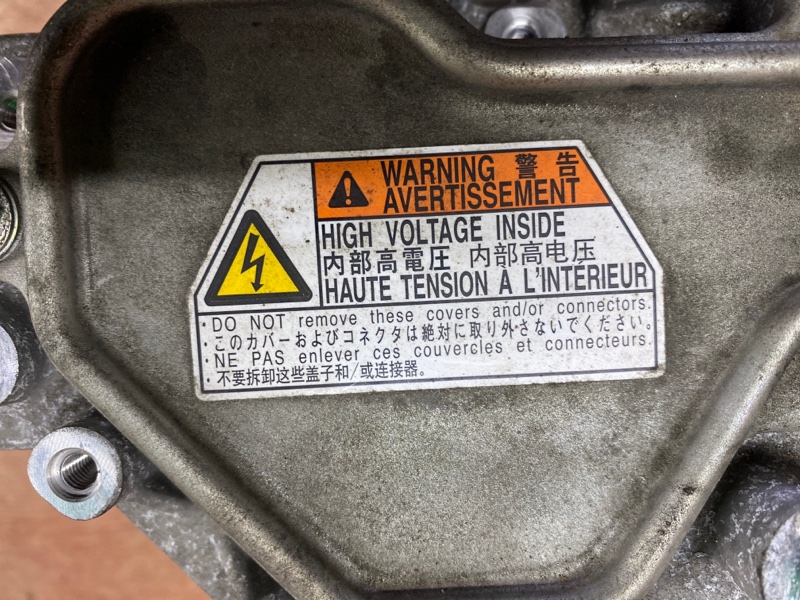 WARNING 警告
AVERTISSEMENT
HIGH VOLTAGE INSIDE
内部高電圧 内部高电压
HAUTE TENSION A L'INTÉRIEUR
・DO NOT remove these covers and/or connectors.
・このカバーおよびコネクタは絶対に取り外さないでください。
・NE PAS enlever ces couvercles et connecteurs.
・不要拆卸这些盖子和/或连接器。